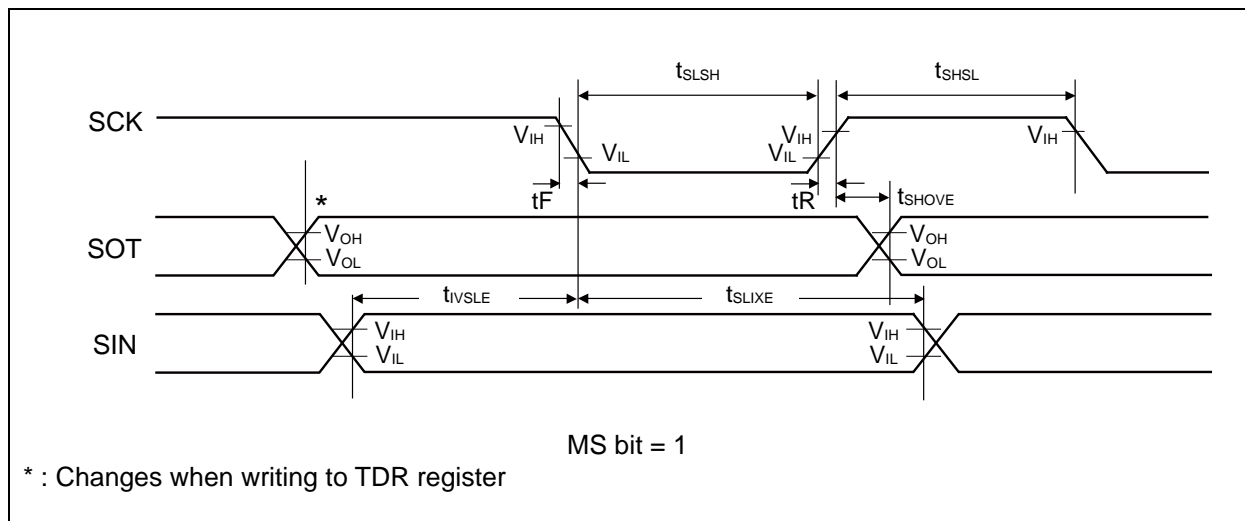 tSLSH
tSHSL
SCK
VIH
VIL
VIH
VIL
VIH
tF
tR
tSHOVE
*
SOT
VOH
VOL
VOH
VOL
tIVSLE
tSLIXE
SIN
VIH
VIL
VIH
VIL
MS bit = 1
* : Changes when writing to TDR register